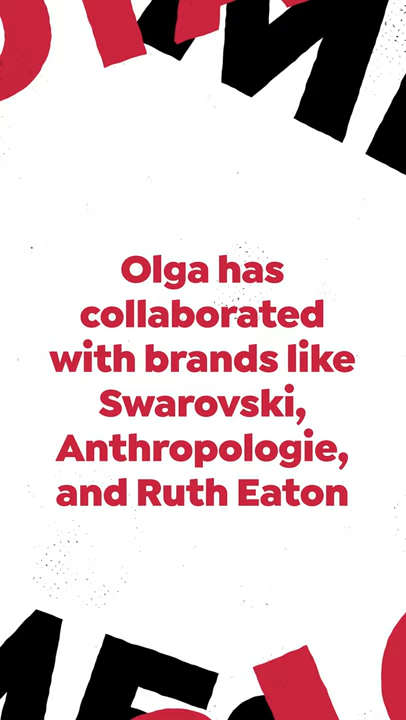 Olga has
collaborated
with brands like
Swarovski,
Anthropologie,
and Ruth Eaton